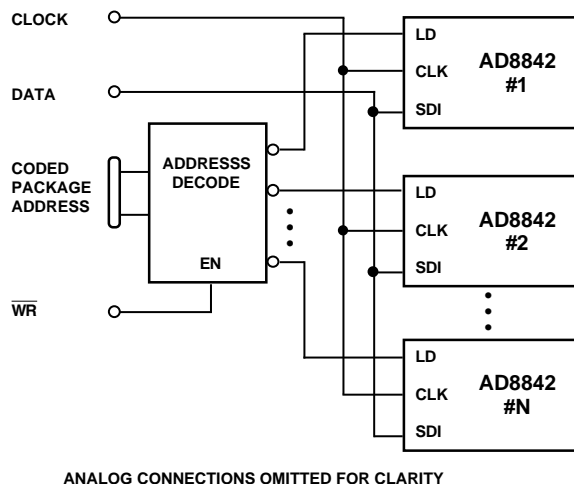 CLOCK
DATA
CODED
PACKAGE
ADDRESS
WR
ADDRESSS
DECODE
EN
LD
CLK
SDI
AD8842
#1
LD
CLK
SDI
AD8842
#2
LD
CLK
SDI
AD8842
#N
ANALOG CONNECTIONS OMITTED FOR CLARITY